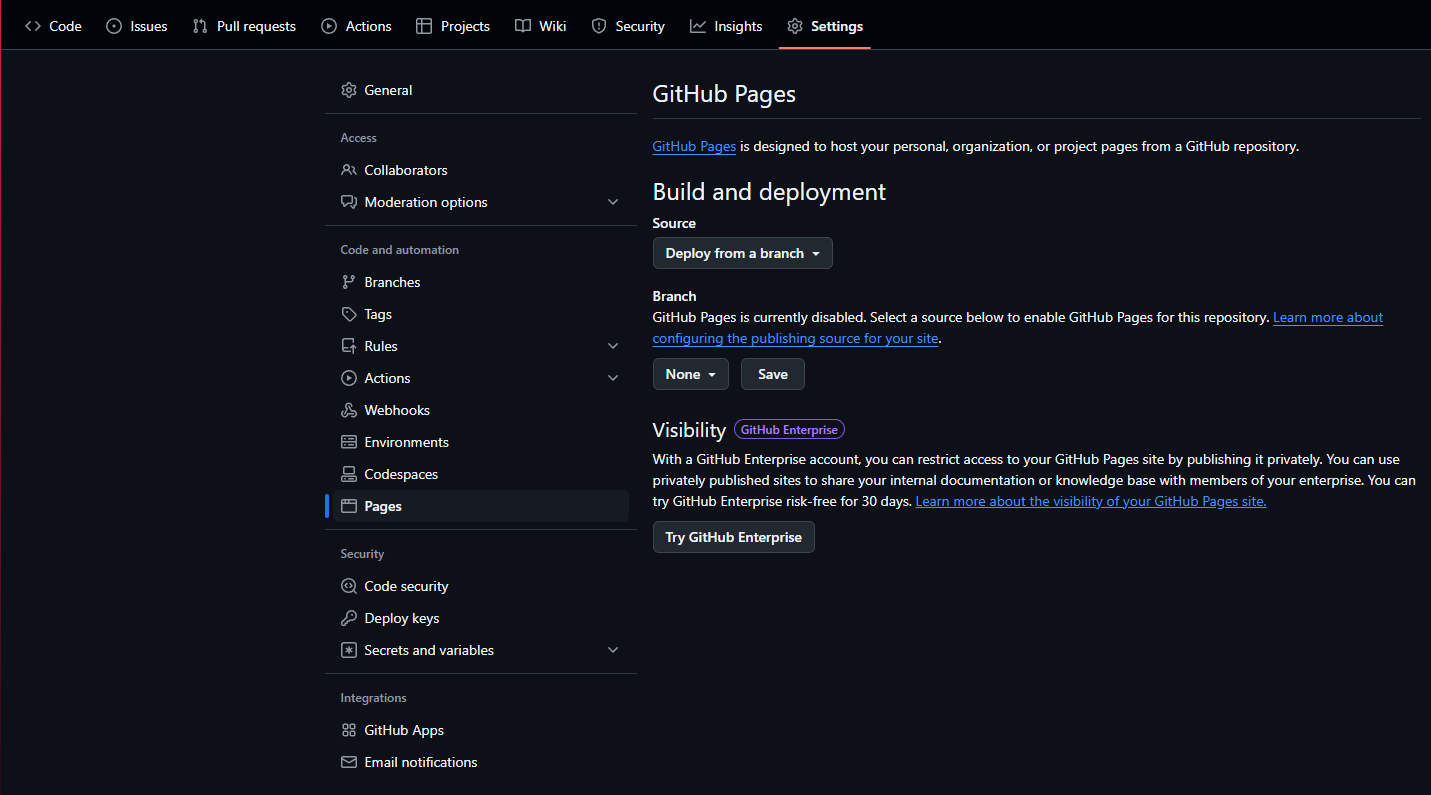 Code
Issues
Pull requests
Actions
Projects
Wiki
Security
Insights
Settings
General
Access
Collaborators
Moderation options
Code and automation
Branches
Tags
Rules
Actions
Webhooks
Environments
Codespaces
Pages
Security
Code security
Deploy keys
Secrets and variables
Integrations
GitHub Apps
Email notifications
GitHub Pages
GitHub Pages is designed to host your personal, organization, or project pages from a GitHub repository.
Build and deployment
Source
Deploy from a branch
Branch
GitHub Pages is currently disabled. Select a source below to enable GitHub Pages for this repository. Learn more about
configuring the publishing source for your site.
None
Save
Visibility GitHub Enterprise
With a GitHub Enterprise account, you can restrict access to your GitHub Pages site by publishing it privately. You can use
privately published sites to share your internal documentation or knowledge base with members of your enterprise. You can
try GitHub Enterprise risk-free for 30 days. Learn more about the visibility of your GitHub Pages site.
Try GitHub Enterprise